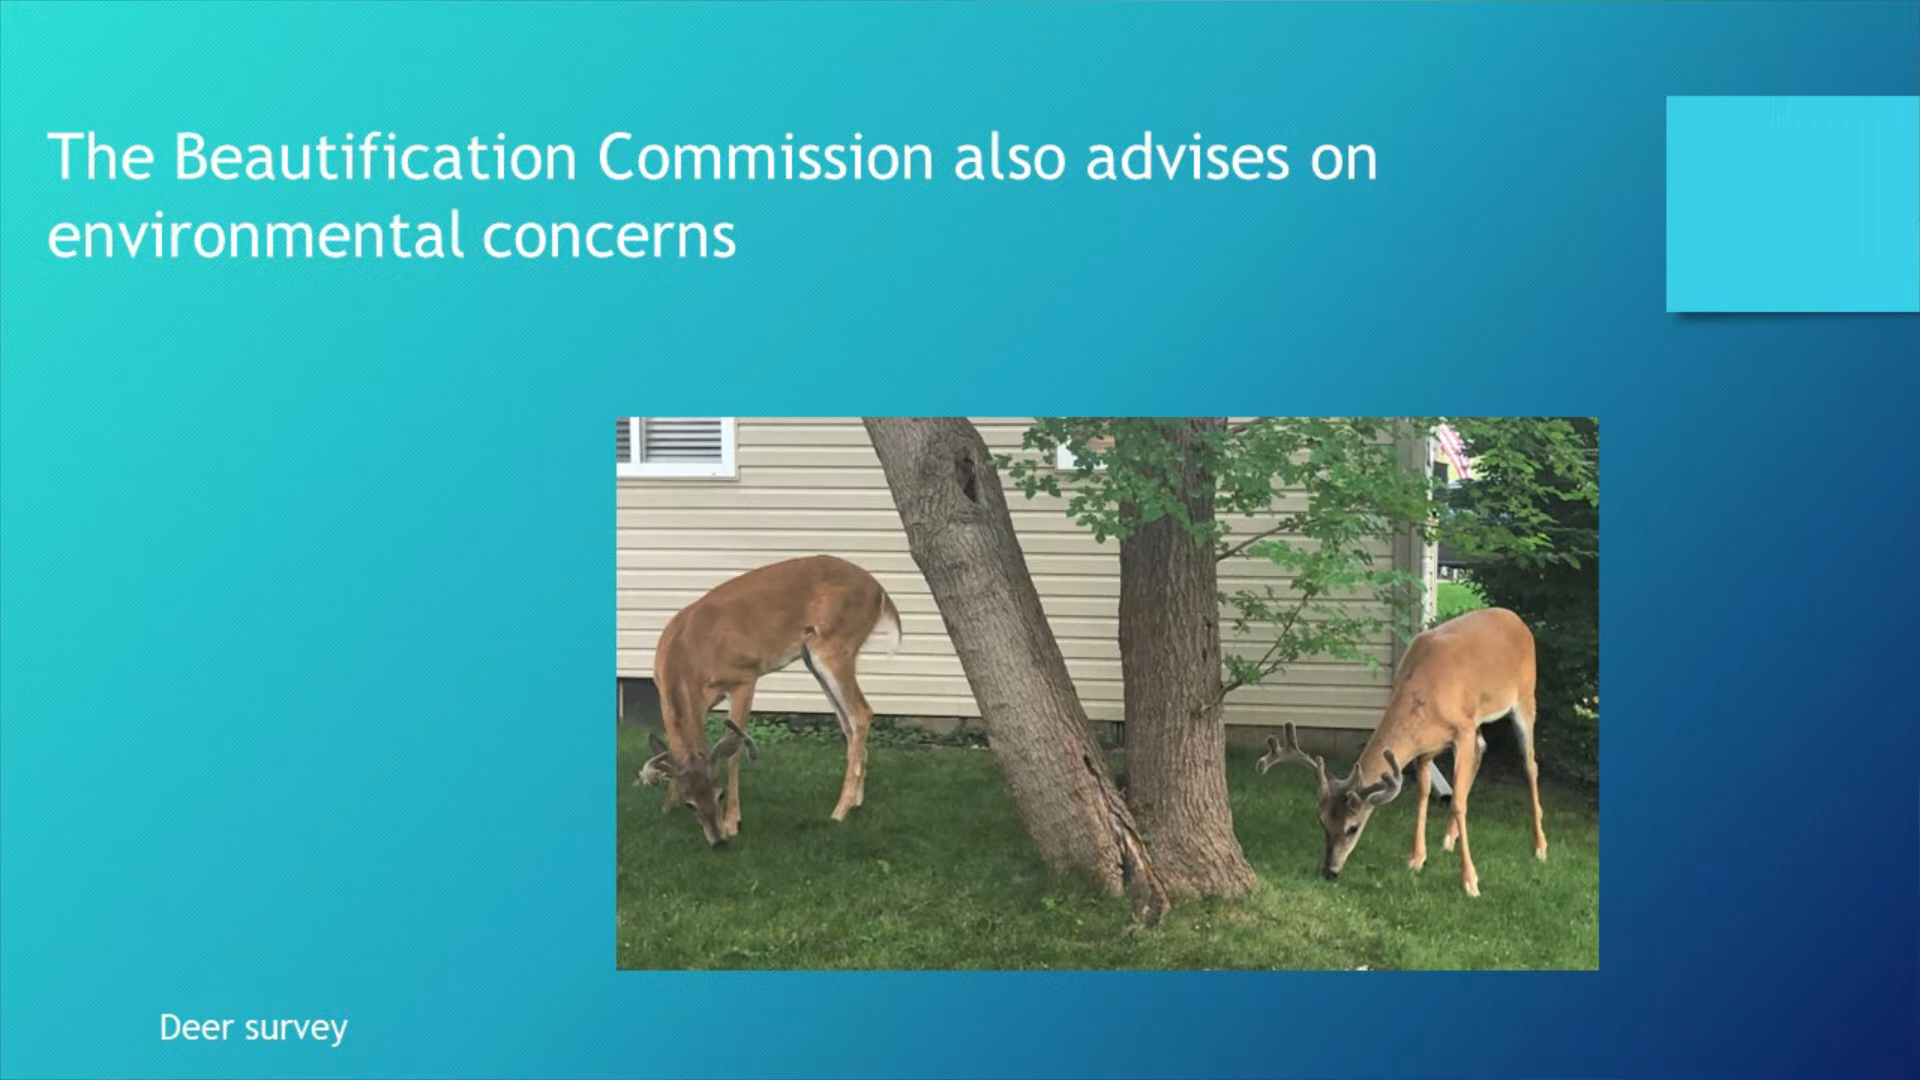 The Beautification Commission also advises on
environmental concerns
Deer survey